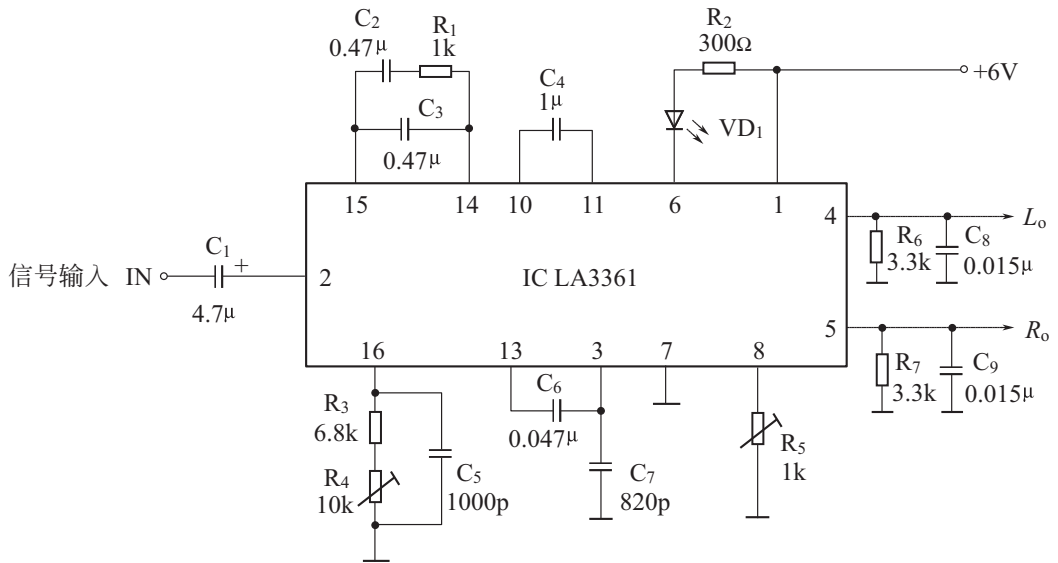 C2
0.47μ
R1
1k
C3
0.47μ
C4
1μ
R2
300Ω
+6V
VD1
15
14
10
11
6
1
4
Lo
R6
3.3k
C8
0.015μ
信号输入 IN
C1
+
4.7μ
2
IC LA3361
5
Ro
R7
3.3k
C9
0.015μ
16
13
3
7
8
R3
6.8k
R4
10k
C5
1000p
C6
0.047μ
C7
820p
R5
1k